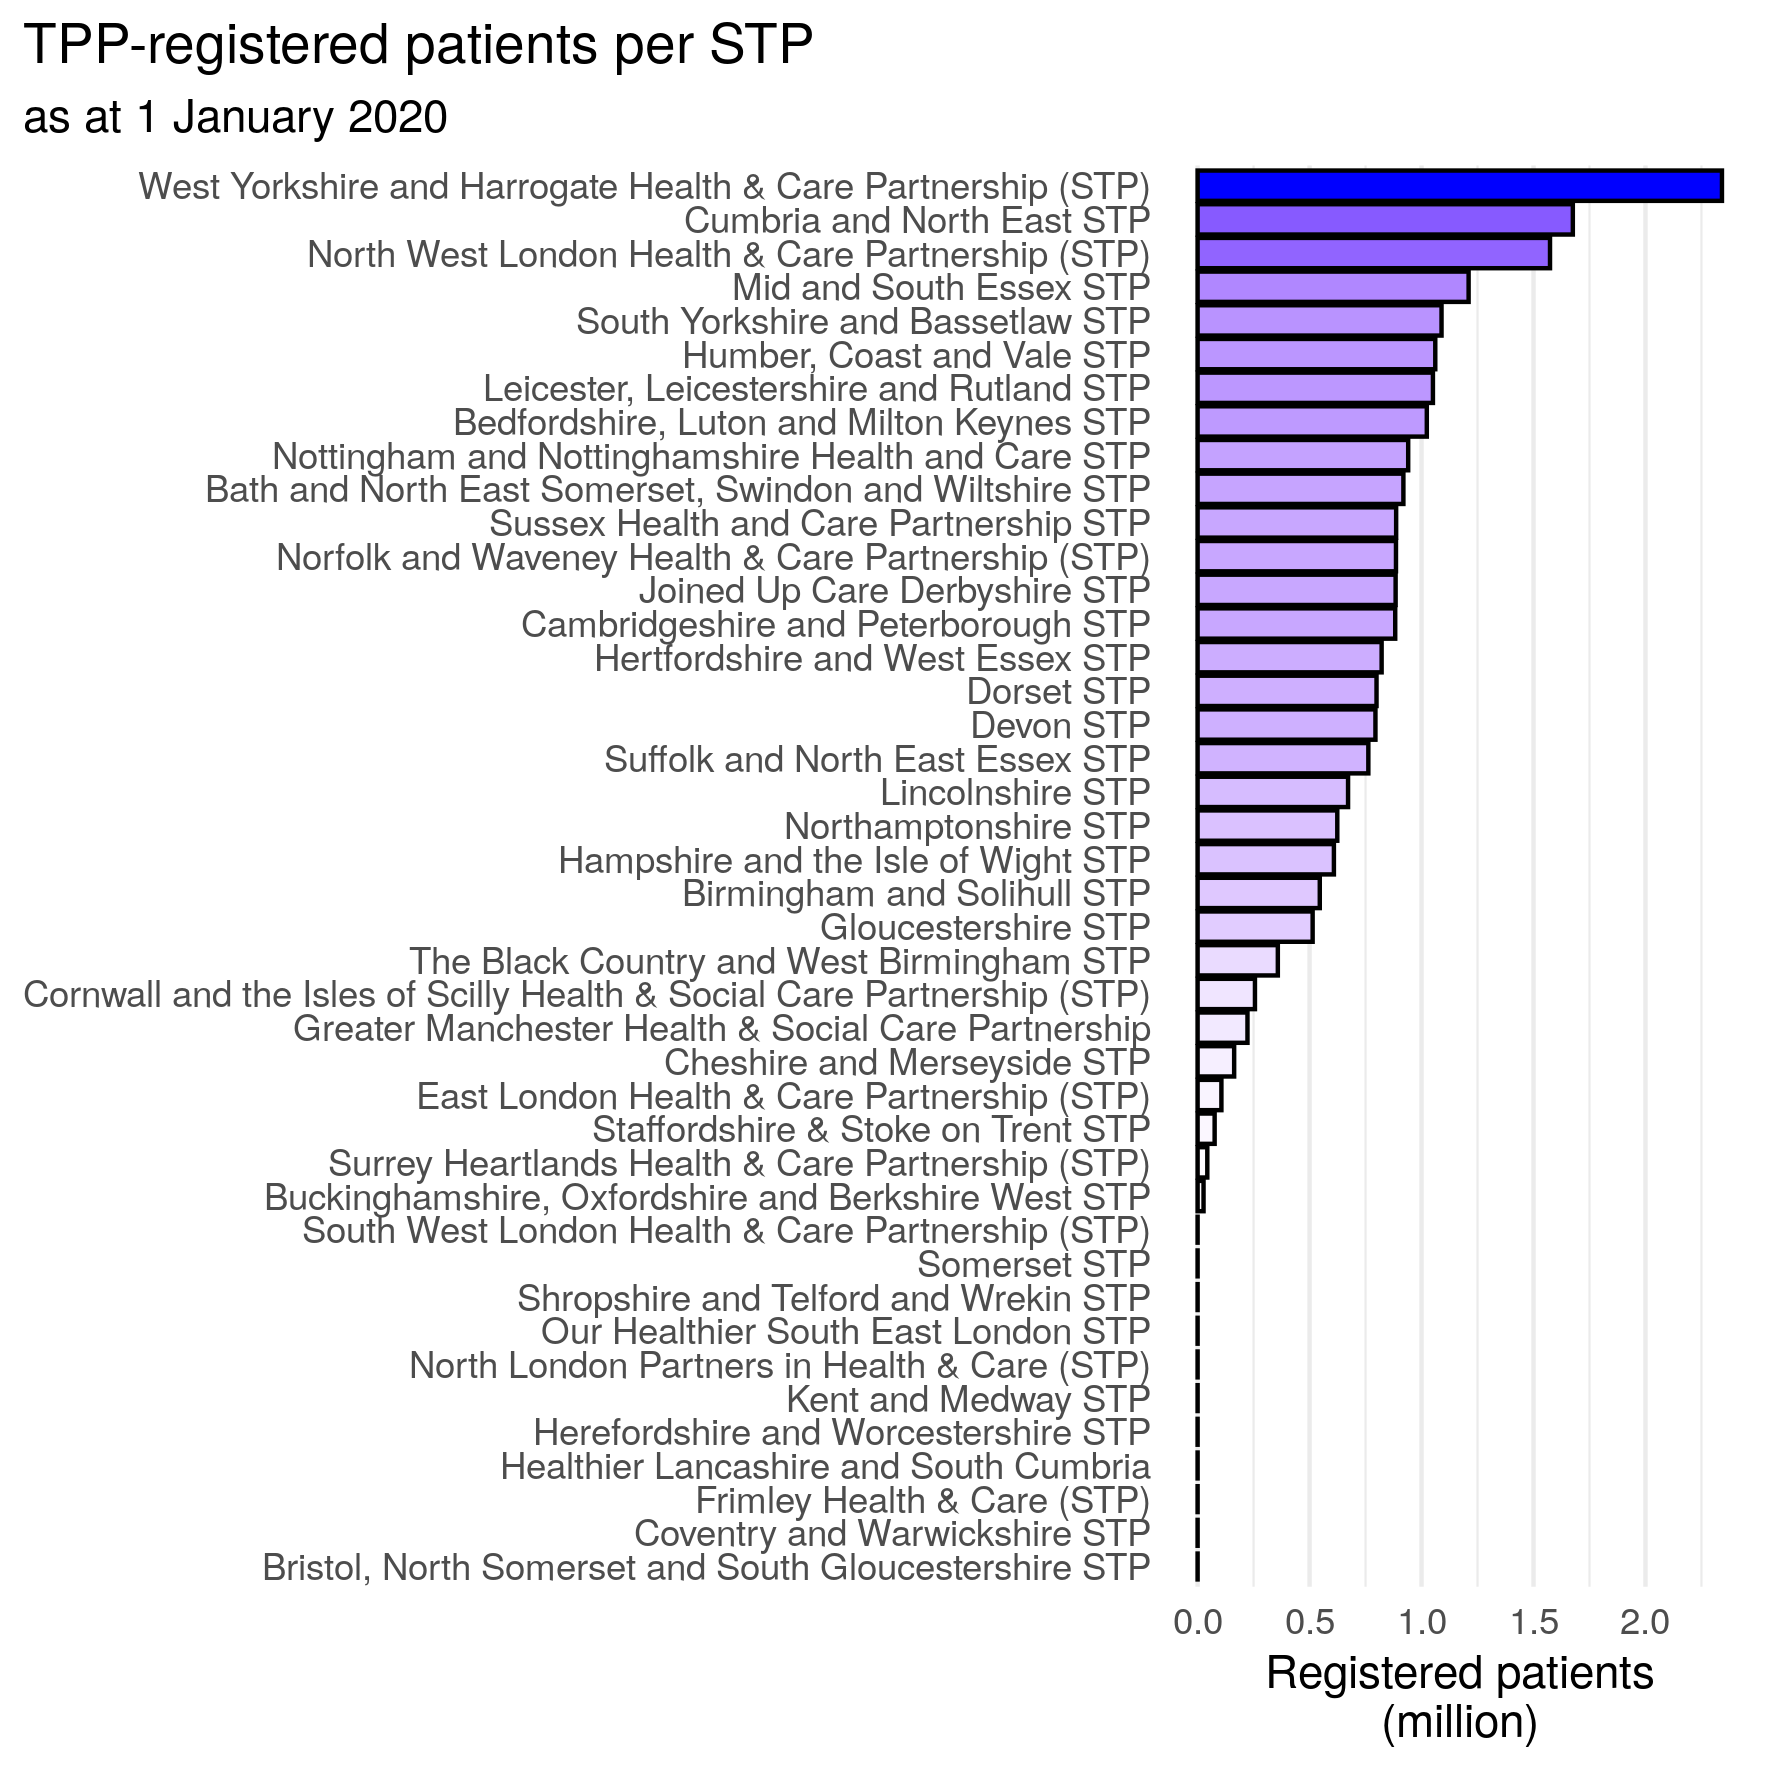 TPP-registered patients per STP
as at 1 January 2020
West Yorkshire and Harrogate Health & Care Partnership (STP)
Cumbria and North East STP
North West London Health & Care Partnership (STP)
Mid and South Essex STP
South Yorkshire and Bassetlaw STP
Humber, Coast and Vale STP
Leicester, Leicestershire and Rutland STP
Bedfordshire, Luton and Milton Keynes STP
Nottingham and Nottinghamshire Health and Care STP
Bath and North East Somerset, Swindon and Wiltshire STP
Sussex Health and Care Partnership STP
Norfolk and Waveney Health & Care Partnership (STP)
Joined Up Care Derbyshire STP
Cambridgeshire and Peterborough STP
Hertfordshire and West Essex STP
Dorset STP
Devon STP
Suffolk and North East Essex STP
Lincolnshire STP
Northamptonshire STP
Hampshire and the Isle of Wight STP
Birmingham and Solihull STP
Gloucestershire STP
The Black Country and West Birmingham STP
Cornwall and the Isles of Scilly Health & Social Care Partnership (STP)
Greater Manchester Health & Social Care Partnership
Cheshire and Merseyside STP
East London Health & Care Partnership (STP)
Staffordshire & Stoke on Trent STP
Surrey Heartlands Health & Care Partnership (STP)
Buckinghamshire, Oxfordshire and Berkshire West STP
South West London Health & Care Partnership (STP)
Somerset STP
Shropshire and Telford and Wrekin STP
Our Healthier South East London STP
North London Partners in Health & Care (STP)
Kent and Medway STP
Herefordshire and Worcestershire STP
Healthier Lancashire and South Cumbria
Frimley Health & Care (STP)
Coventry and Warwickshire STP
Bristol, North Somerset and South Gloucestershire STP
0.0 0.5 1.0 1.5 2.0
Registered patients
(million)